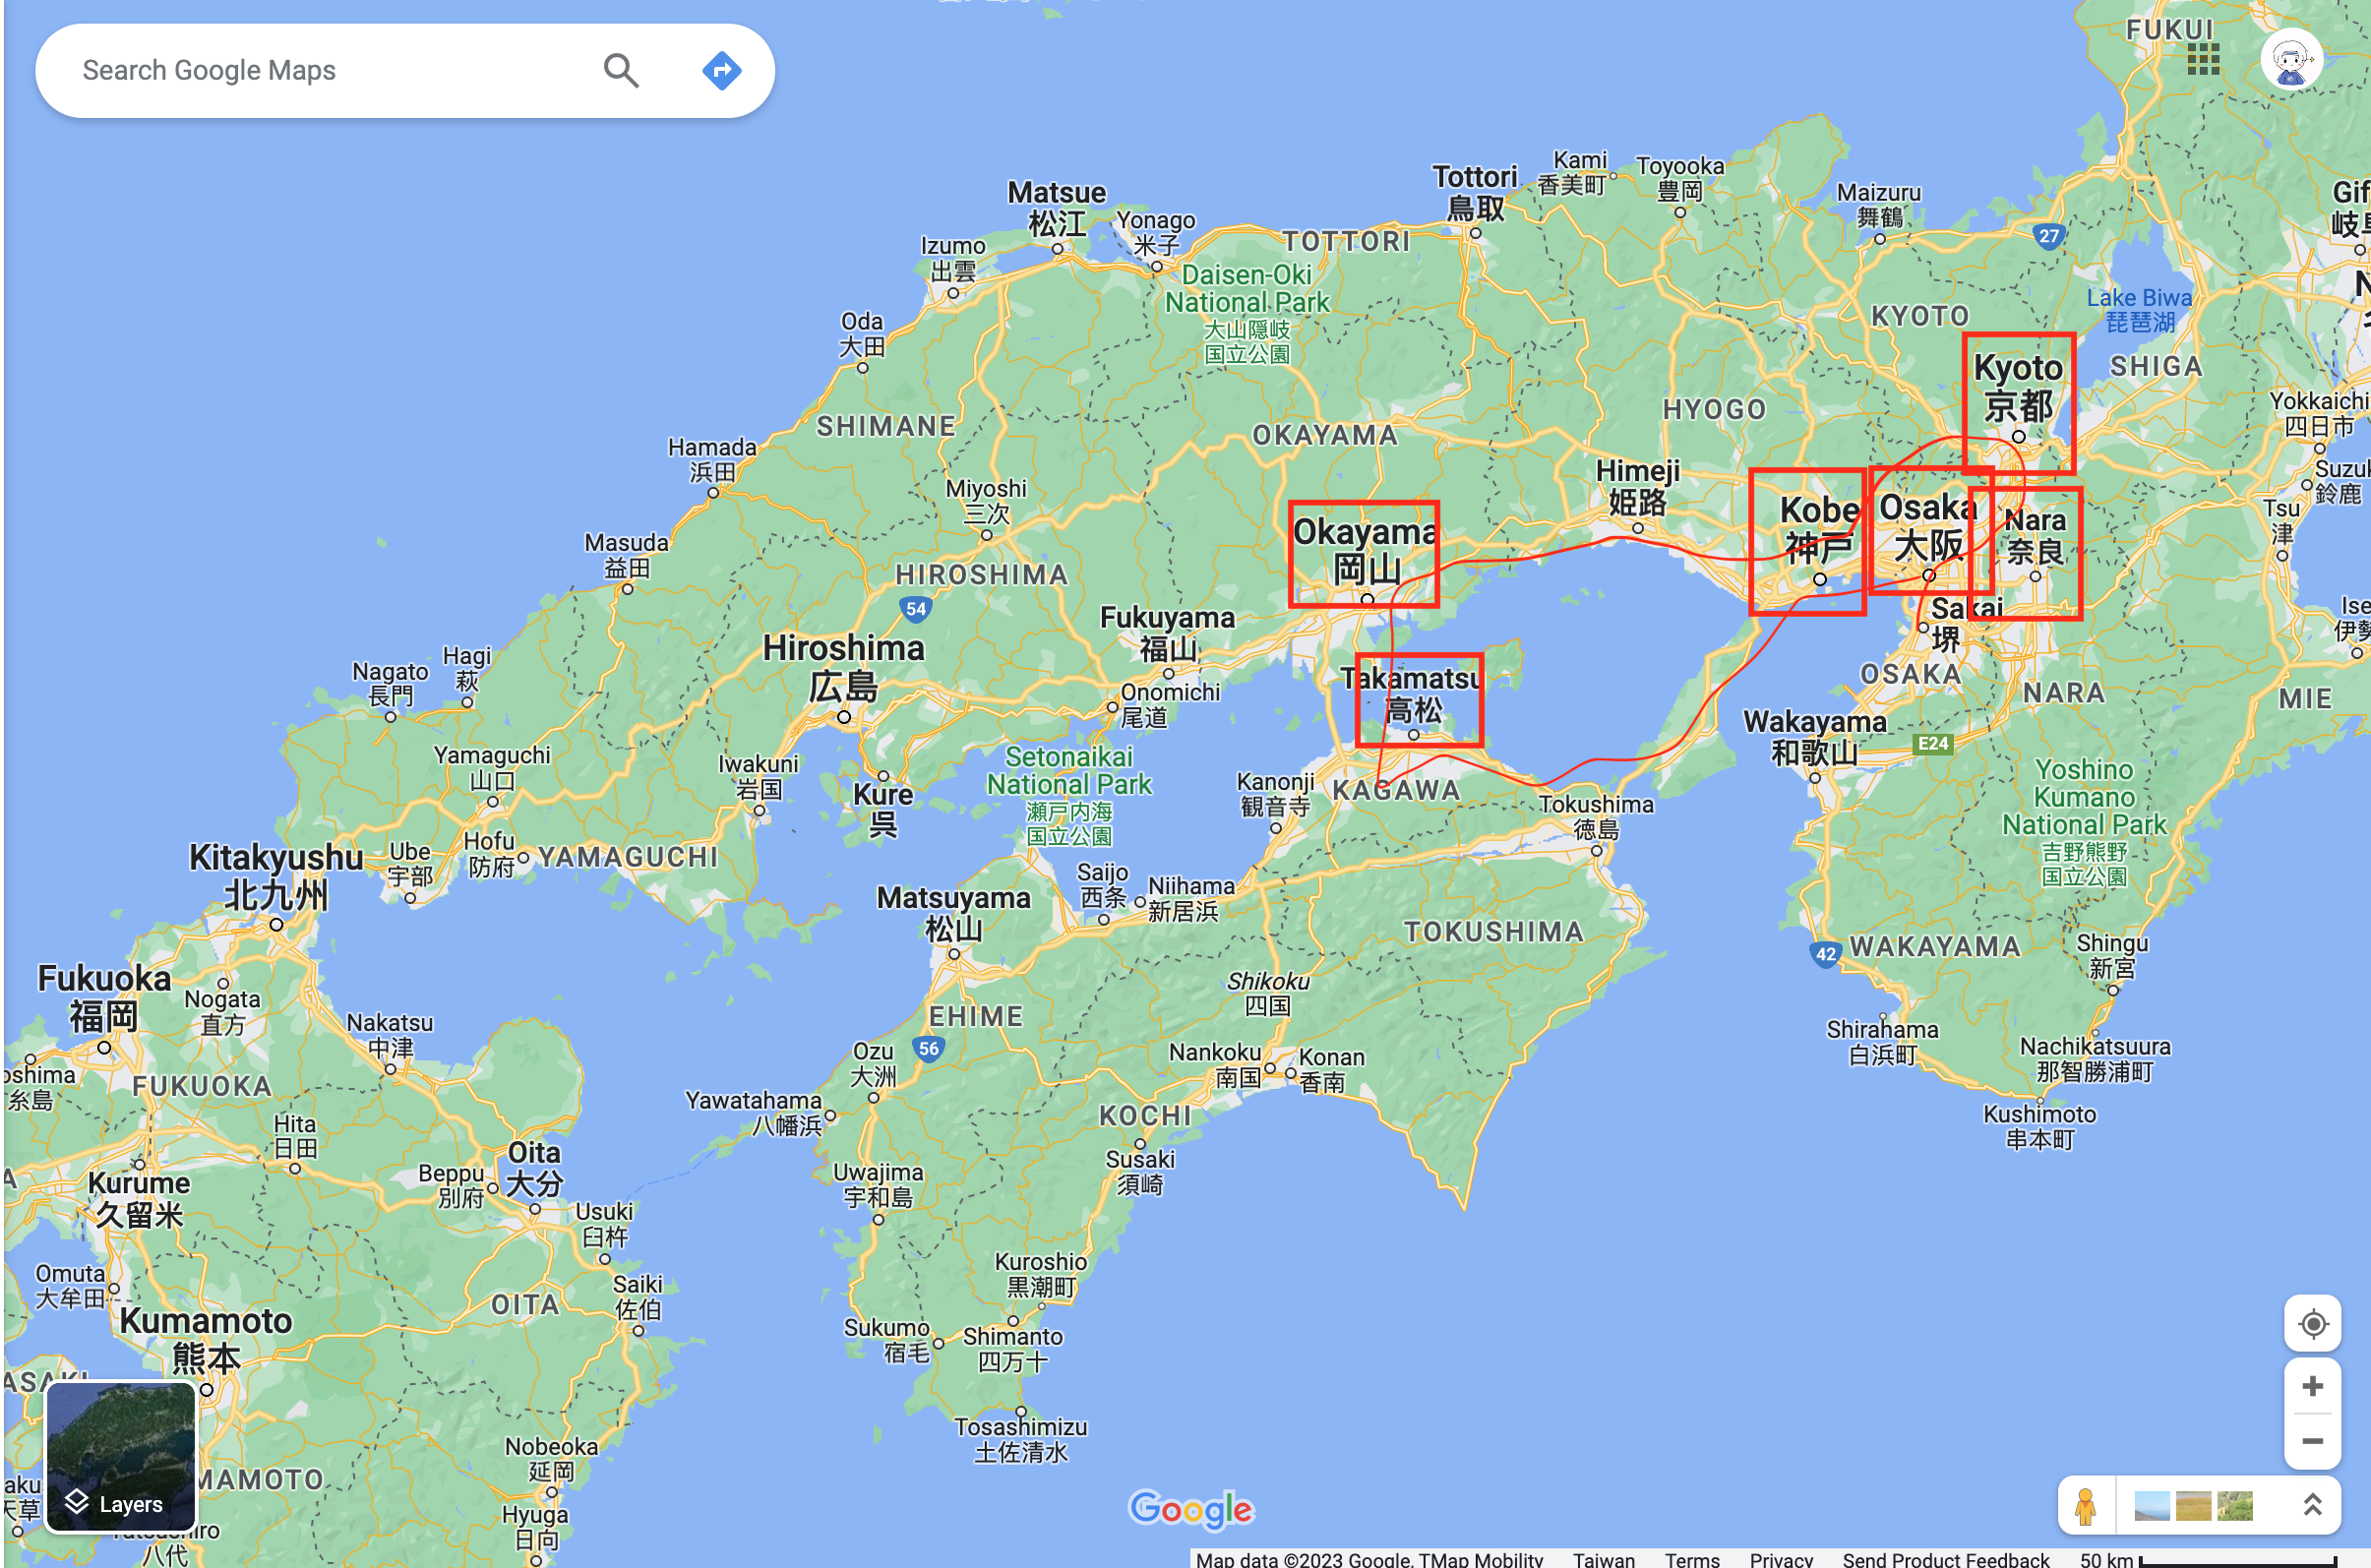 Search Google Maps
FUKUI
Kami
香美町
Toyooka
豊岡
Tottori
鳥取
Maizuru
舞鶴
Matsue
松江
Yonago
米子
Izumo
出雲
TOTTORI
27
Daisen-Oki
National Park
大山隠岐
国立公園
Lake Biwa
琵琶湖
KYOTO
Oda
大田
Kyoto
京都
SHIGA
HYOGO
Yokkaichi
四日市
SHIMANE
OKAYAMA
Hamada
浜田
Himeji
姫路
Miyoshi
三次
Suzuk
鈴鹿
Kobe
神戸
Osaka
大阪
Nara
奈良
Tsu
津
Okayama
岡山
Masuda
益田
HIROSHIMA
54
Fukuyama
福山
Sakai
堺
Ise
伊勢
Hiroshima
広島
Hagi
萩
Nagato
長門
Takamatsu
高松
OSAKA
NARA
MIE
Onomichi
尾道
Wakayama
和歌山
E24
Setonaikai
National Park
瀬戸内海
国立公園
Yamaguchi
山口
Iwakuni
岩国
Kure
呉
Kanonji
観音寺
KAGAWA
Tokushima
徳島
Yoshino
Kumano
National Park
吉野熊野
国立公園
Kitakyushu
北九州
Ube
宇部
Hofu
防府
YAMAGUCHI
Saijo
西条
Niihama
新居浜
Matsuyama
松山
TOKUSHIMA
42
WAKAYAMA
Shingu
新宮
Fukuoka
福岡
Nogata
直方
Shikoku
四国
EHIME
Nakatsu
中津
Shirahama
白浜町
Nachikatsuura
那智勝浦町
56
Ozu
大洲
Nankoku
南国
Konan
香南
oshima
糸島
FUKUOKA
Yawatahama
八幡浜
KOCHI
Kushimoto
串本町
Hita
日田
Oita
大分
Beppu
別府
Susaki
須崎
Kurume
久留米
Uwajima
宇和島
Usuki
臼杵
Kuroshio
黒潮町
Omuta
大牟田
OITA
Saiki
佐伯
Kumamoto
熊本
Sukumo
宿毛
Shimanto
四万十
ASAKI
Tosashimizu
土佐清水
Nobeoka
延岡
MAMOTO
Layers
aku
天草
Google
Hyuga
日向
八代
Map data ©2023 Google, TMap Mobility Taiwan Terms Privacy Send Product Feedback 50 km